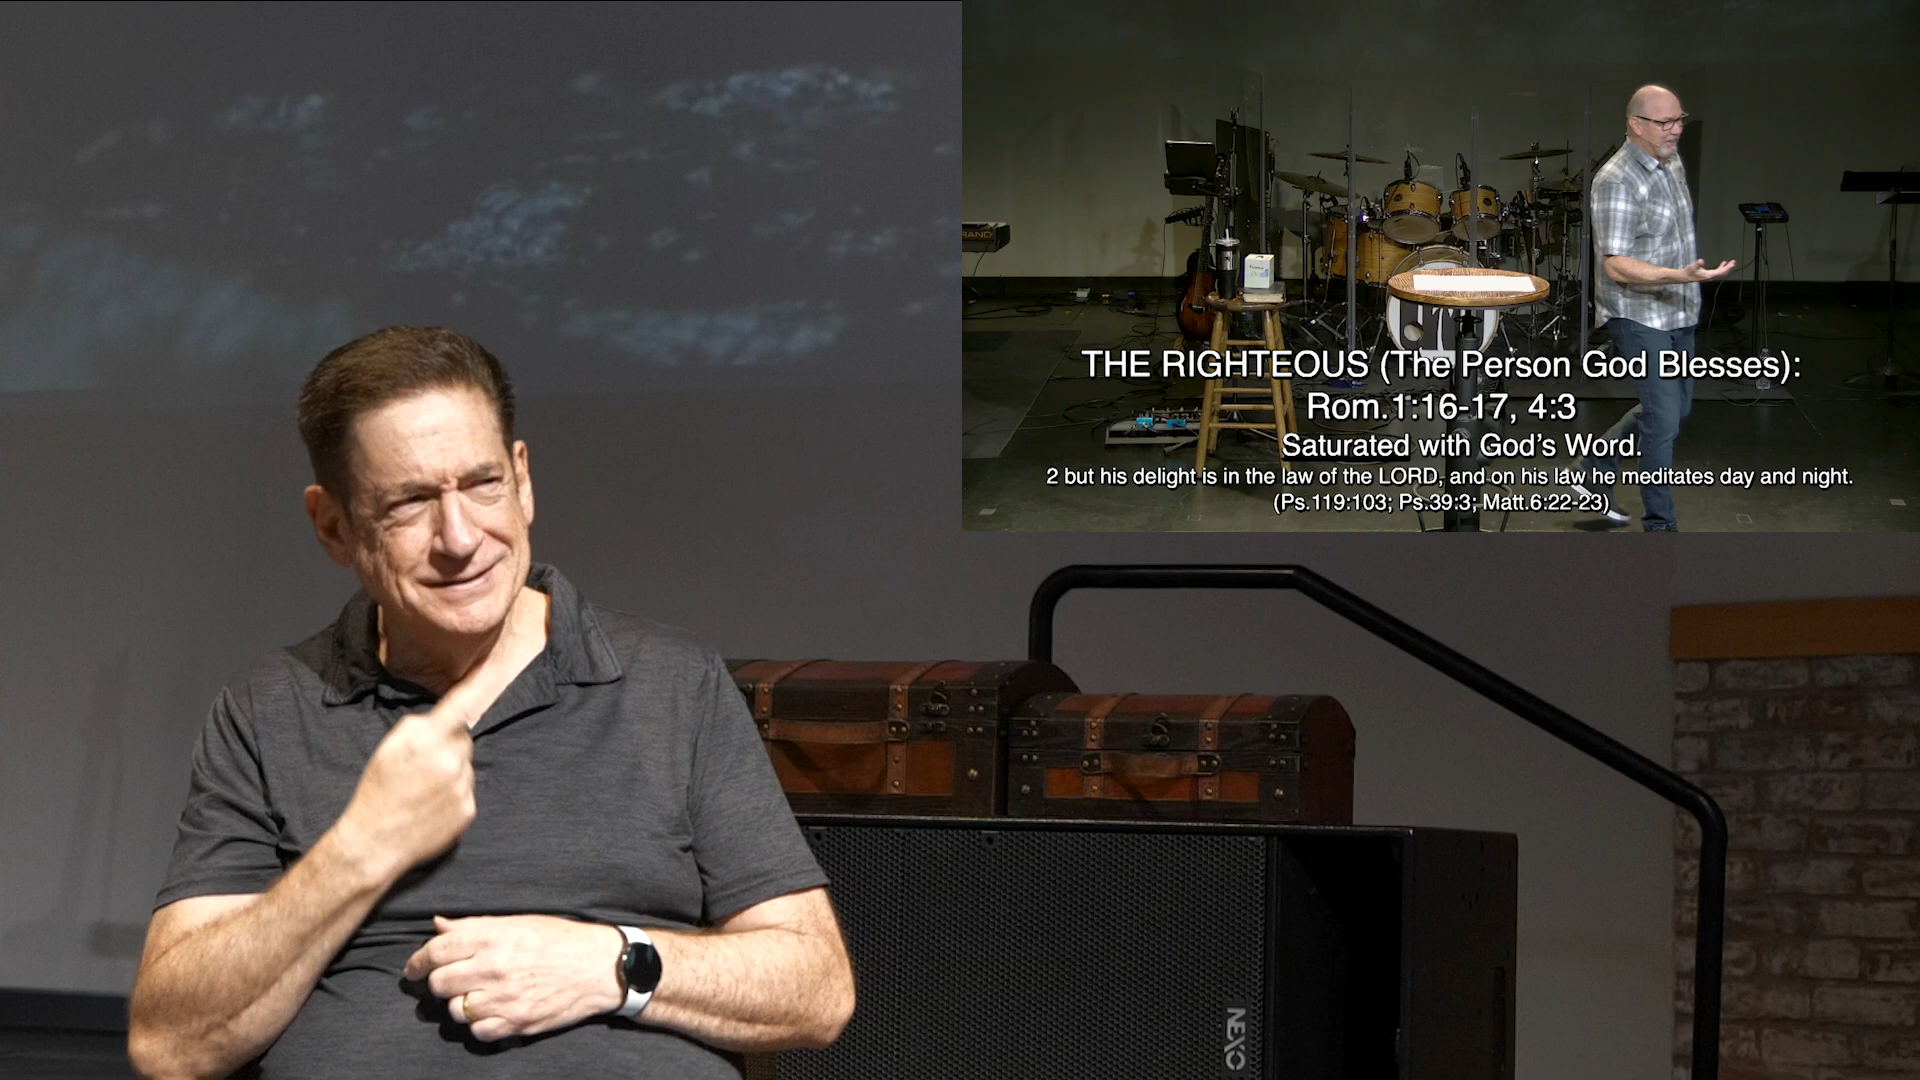 THE RIGHTEOUS (The Person God Blesses):
Rom.1:16-17, 4:3
Saturated with God's Word.
2 but his delight is in the law of the LORD, and on his law he meditates day and night.
(Ps.119:103; Ps.39:3; Matt.6:22-23)
NEXO